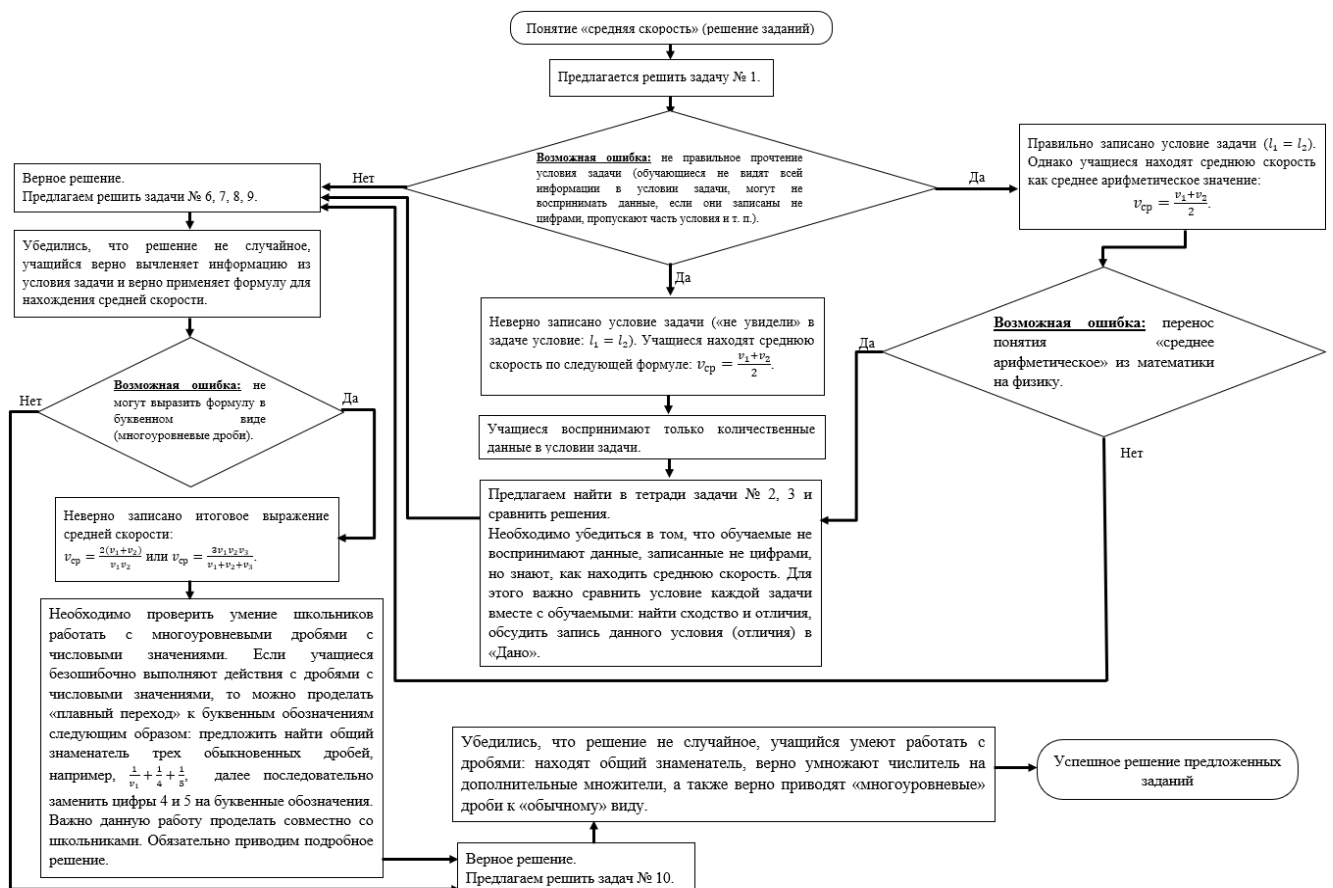 Понятие «средняя скорость» (решение заданий)
Предлагается решить задачу № 1.
Возможная ошибка: не правильное прочтение
условия задачи (обучающиеся не видят всей
информации в условии задачи, могут не
воспринимать данные, если они записаны не
цифрами, пропускают часть условия и т. п.).
Нет
Да
Да
Правильно записано условие задачи (l₁ = l₂).
Однако учащиеся находят среднюю скорость
как среднее арифметическое значение:
v_ср = (v₁+v₂)/2.
Верное решение.
Предлагаем решить задачи № 6, 7, 8, 9.
Убедились, что решение не случайное,
учащийся верно вычленяет информацию из
условия задачи и верно применяет формулу для
нахождения средней скорости.
Неверно записано условие задачи («не увидели» в
задаче условие: l₁ = l₂). Учащиеся находят среднюю
скорость по следующей формуле: v_ср = (v₁+v₂)/2.
Возможная ошибка: перенос
понятия «среднее
арифметическое» из математики
на физику.
Да
Нет
Возможная ошибка: не
могут выразить формулу в
буквенном виде
(многоуровневые дроби).
Нет
Да
Учащиеся воспринимают только количественные
данные в условии задачи.
Предлагаем найти в тетради задачи № 2, 3 и
сравнить решения.
Необходимо убедиться в том, что обучаемые не
воспринимают данные, записанные не цифрами,
но знают, как находить среднюю скорость. Для
этого важно сравнить условие каждой задачи
вместе с обучаемыми: найти сходство и отличия,
обсудить запись данного условия (отличия) в
«Дано».
Неверно записано итоговое выражение
средней скорости:
v_ср = 2(v₁+v₂)/(v₁v₂) или v_ср = 3v₁v₂v₃/(v₁+v₂+v₃).
Необходимо проверить умение школьников
работать с многоуровневыми дробями с
числовыми значениями. Если учащиеся
безошибочно выполняют действия с дробями с
числовыми значениями, то можно проделать
«плавный переход» к буквенным обозначениям
следующим образом: предложить найти общий
знаменатель трех обыкновенных дробей,
например, 1/v₁ + 1/4 + 1/5, далее последовательно
заменить цифры 4 и 5 на буквенные обозначения.
Важно данную работу проделать совместно со
школьниками. Обязательно приводим подробное
решение.
Убедились, что решение не случайное, учащийся умеют работать с
дробями: находят общий знаменатель, верно умножают числитель на
дополнительные множители, а также верно приводят «многоуровневые»
дроби к «обычному» виду.
Успешное решение предложенных
заданий
Верное решение.
Предлагаем решить задач № 10.